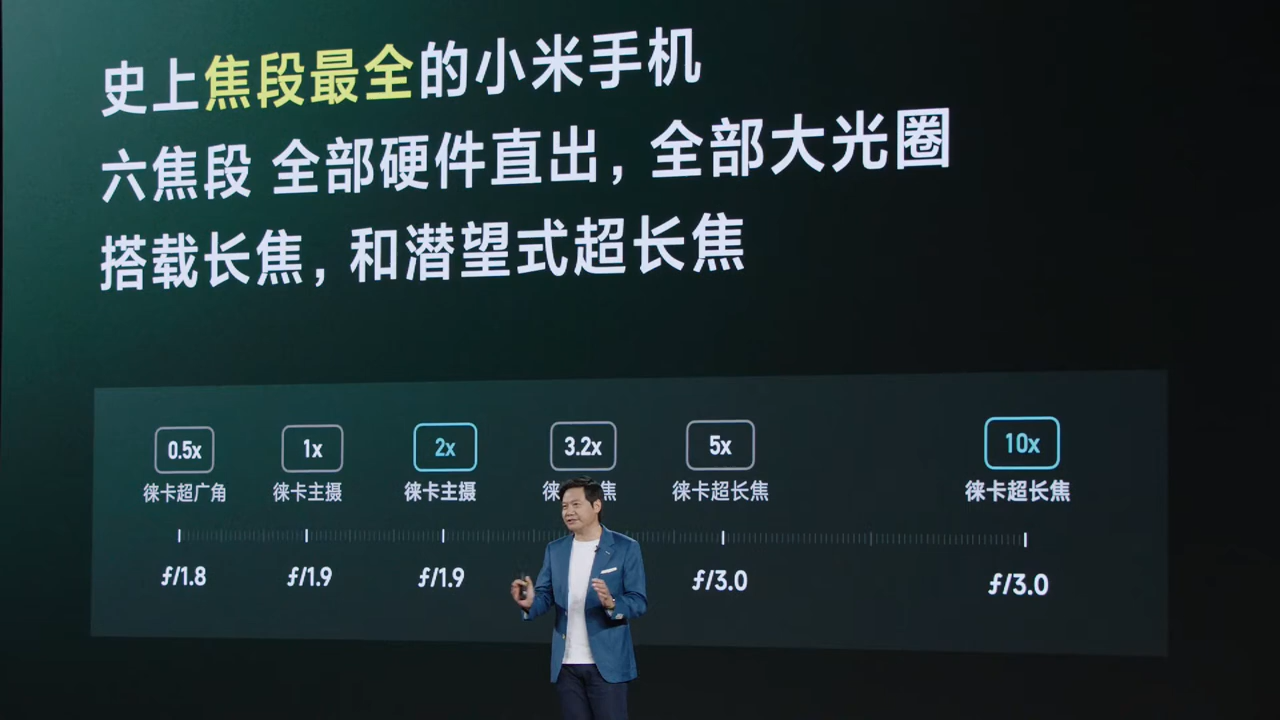 史上焦段最全的小米手机
六焦段 全部硬件直出，全部大光圈
搭载长焦，和潜望式超长焦
0.5x 1x 2x 3.2x 5x 10x
徕卡超广角 徕卡主摄 徕卡主摄 徕 焦 徕卡超长焦 徕卡超长焦
ƒ/1.8 ƒ/1.9 ƒ/1.9 ƒ/3.0 ƒ/3.0